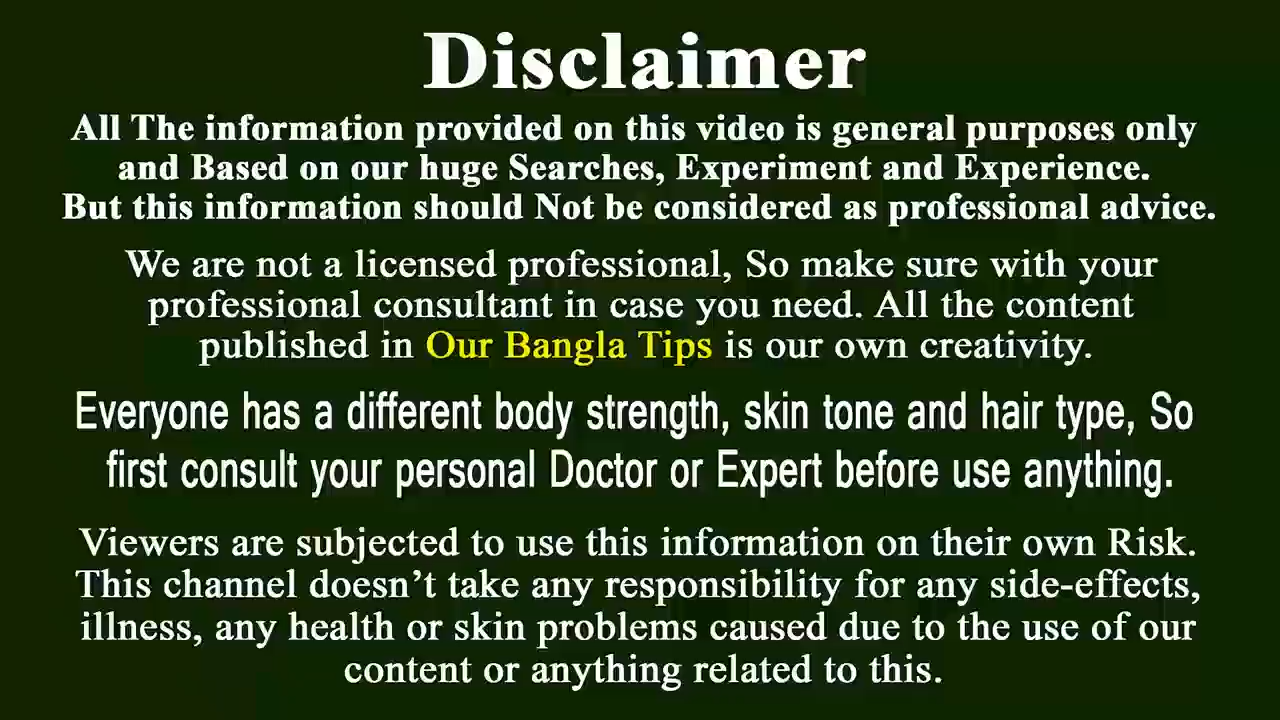 Disclaimer
All The information provided on this video is general purposes only
and Based on our huge Searches, Experiment and Experience.
But this information should Not be considered as professional advice.
We are not a licensed professional, So make sure with your
professional consultant in case you need. All the content
published in Our Bangla Tips is our own creativity.
Everyone has a different body strength, skin tone and hair type, So
first consult your personal Doctor or Expert before use anything.
Viewers are subjected to use this information on their own Risk.
This channel doesn’t take any responsibility for any side-effects,
illness, any health or skin problems caused due to the use of our
content or anything related to this.